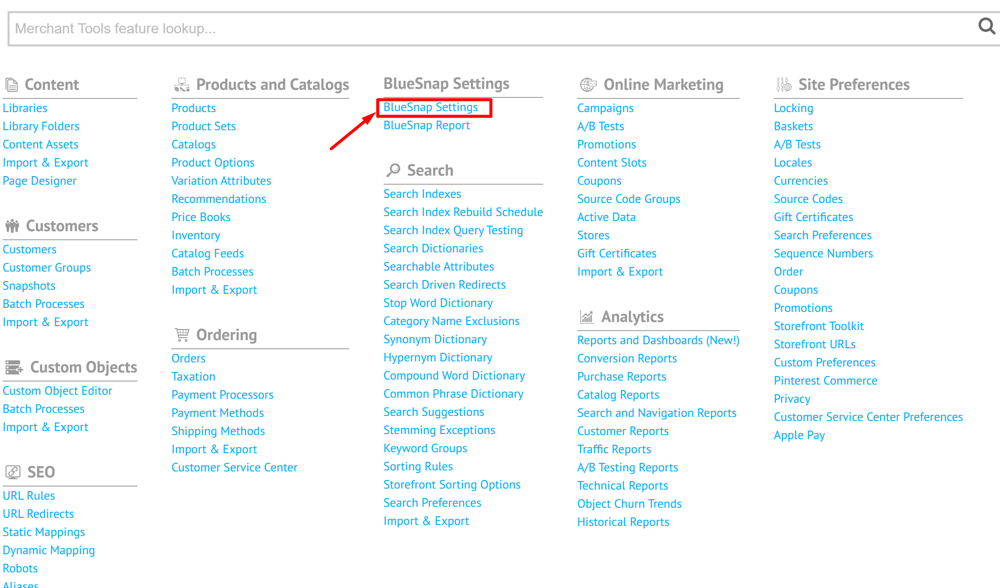 Merchant Tools feature lookup...
Content
Libraries
Library Folders
Content Assets
Import & Export
Page Designer
Customers
Customers
Customer Groups
Snapshots
Batch Processes
Import & Export
Custom Objects
Custom Object Editor
Batch Processes
Import & Export
SEO
URL Rules
URL Redirects
Static Mappings
Dynamic Mapping
Robots
Aliases
Products and Catalogs
Products
Product Sets
Catalogs
Product Options
Variation Attributes
Recommendations
Price Books
Inventory
Catalog Feeds
Batch Processes
Import & Export
Ordering
Orders
Taxation
Payment Processors
Payment Methods
Shipping Methods
Import & Export
Customer Service Center
BlueSnap Settings
BlueSnap Settings
BlueSnap Report
Search
Search Indexes
Search Index Rebuild Schedule
Search Index Query Testing
Search Dictionaries
Searchable Attributes
Search Driven Redirects
Stop Word Dictionary
Category Name Exclusions
Synonym Dictionary
Hypernym Dictionary
Compound Word Dictionary
Common Phrase Dictionary
Search Suggestions
Stemming Exceptions
Keyword Groups
Sorting Rules
Storefront Sorting Options
Search Preferences
Import & Export
Online Marketing
Campaigns
A/B Tests
Promotions
Content Slots
Coupons
Source Code Groups
Active Data
Stores
Gift Certificates
Import & Export
Analytics
Reports and Dashboards (New!)
Conversion Reports
Purchase Reports
Catalog Reports
Search and Navigation Reports
Customer Reports
Traffic Reports
A/B Testing Reports
Technical Reports
Object Churn Trends
Historical Reports
Site Preferences
Locking
Baskets
A/B Tests
Locales
Currencies
Source Codes
Gift Certificates
Search Preferences
Sequence Numbers
Order
Coupons
Promotions
Storefront Toolkit
Storefront URLs
Custom Preferences
Pinterest Commerce
Privacy
Customer Service Center Preferences
Apple Pay